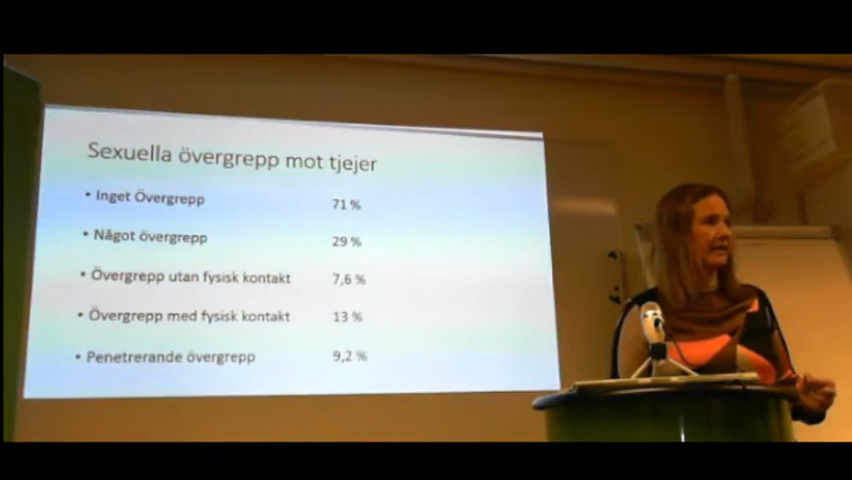 Sexuella övergrepp mot tjejer
• Inget Övergrepp 71 %
• Något övergrepp 29 %
• Övergrepp utan fysisk kontakt 7,6 %
• Övergrepp med fysisk kontakt 13 %
• Penetrerande övergrepp 9,2 %